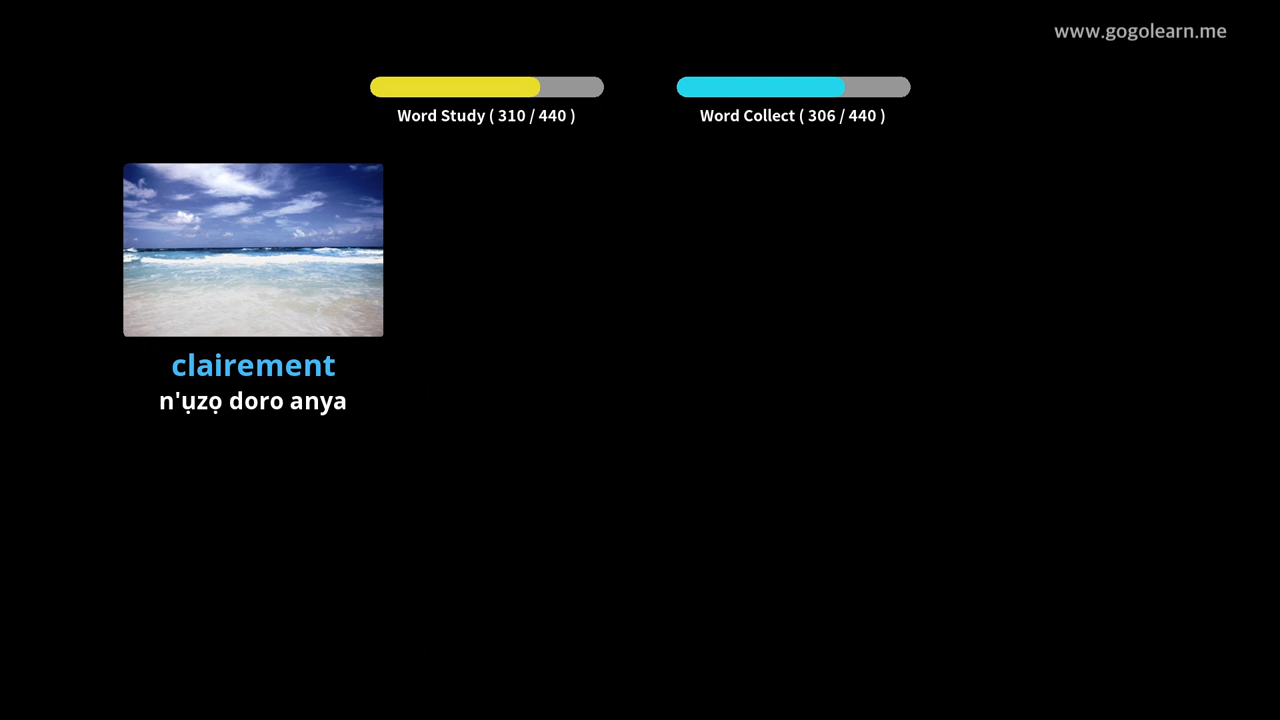 www.gogolearn.me
Word Study ( 310 / 440 )
Word Collect ( 306 / 440 )
clairement
n'ụzọ doro anya